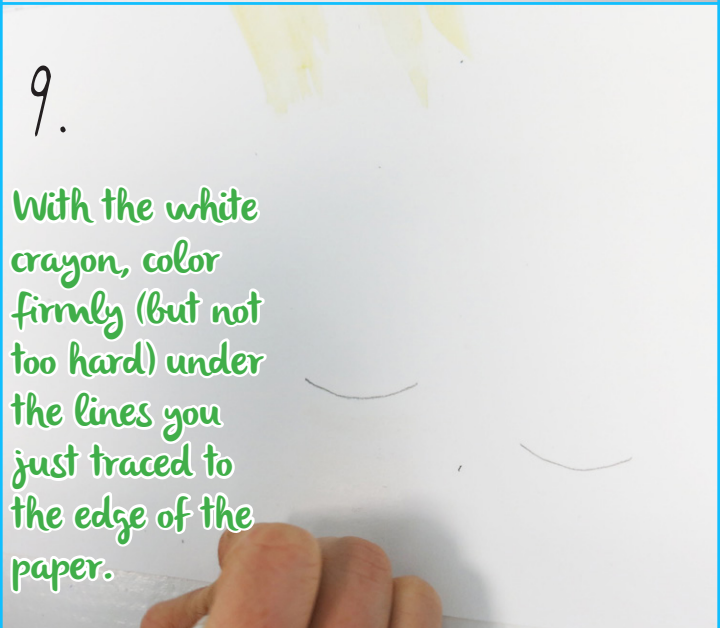 9.
With the white
crayon, color
firmly (but not
too hard) under
the lines you
just traced to
the edge of the
paper.